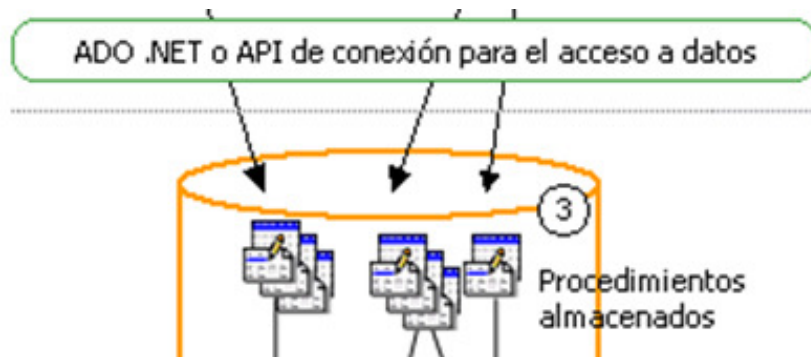 ADO .NET o API de conexión para el acceso a datos
3
Procedimientos
almacenados